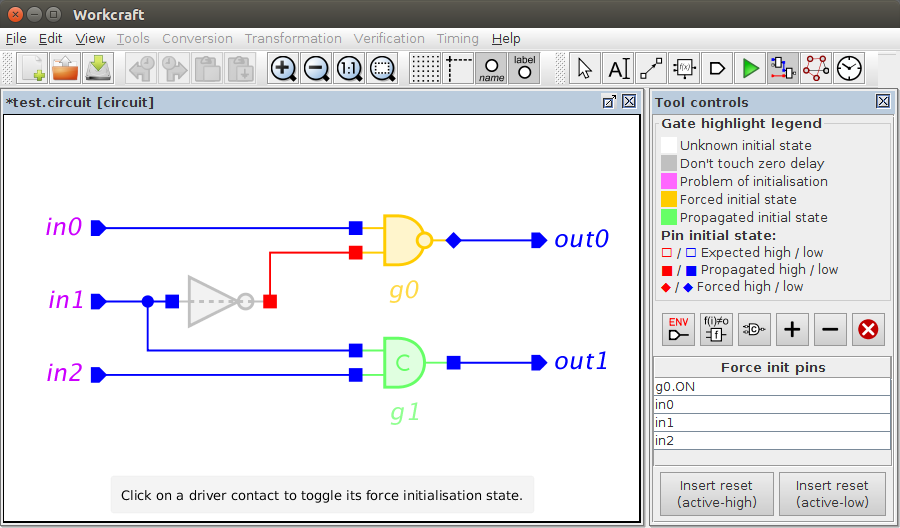 Workcraft
File Edit View Tools Conversion Transformation Verification Timing Help
1:1 name label AI f(x)
*test.circuit [circuit]
in0
in1
in2
g0
C
g1
out0
out1
Click on a driver contact to toggle its force initialisation state.
Tool controls
Gate highlight legend
Unknown initial state
Don't touch zero delay
Problem of initialisation
Forced initial state
Propagated initial state
Pin initial state:
/ Expected high / low
/ Propagated high / low
/ Forced high / low
ENV f(i)≠o f C
Force init pins
g0.ON
in0
in1
in2
Insert reset
(active-high)
Insert reset
(active-low)